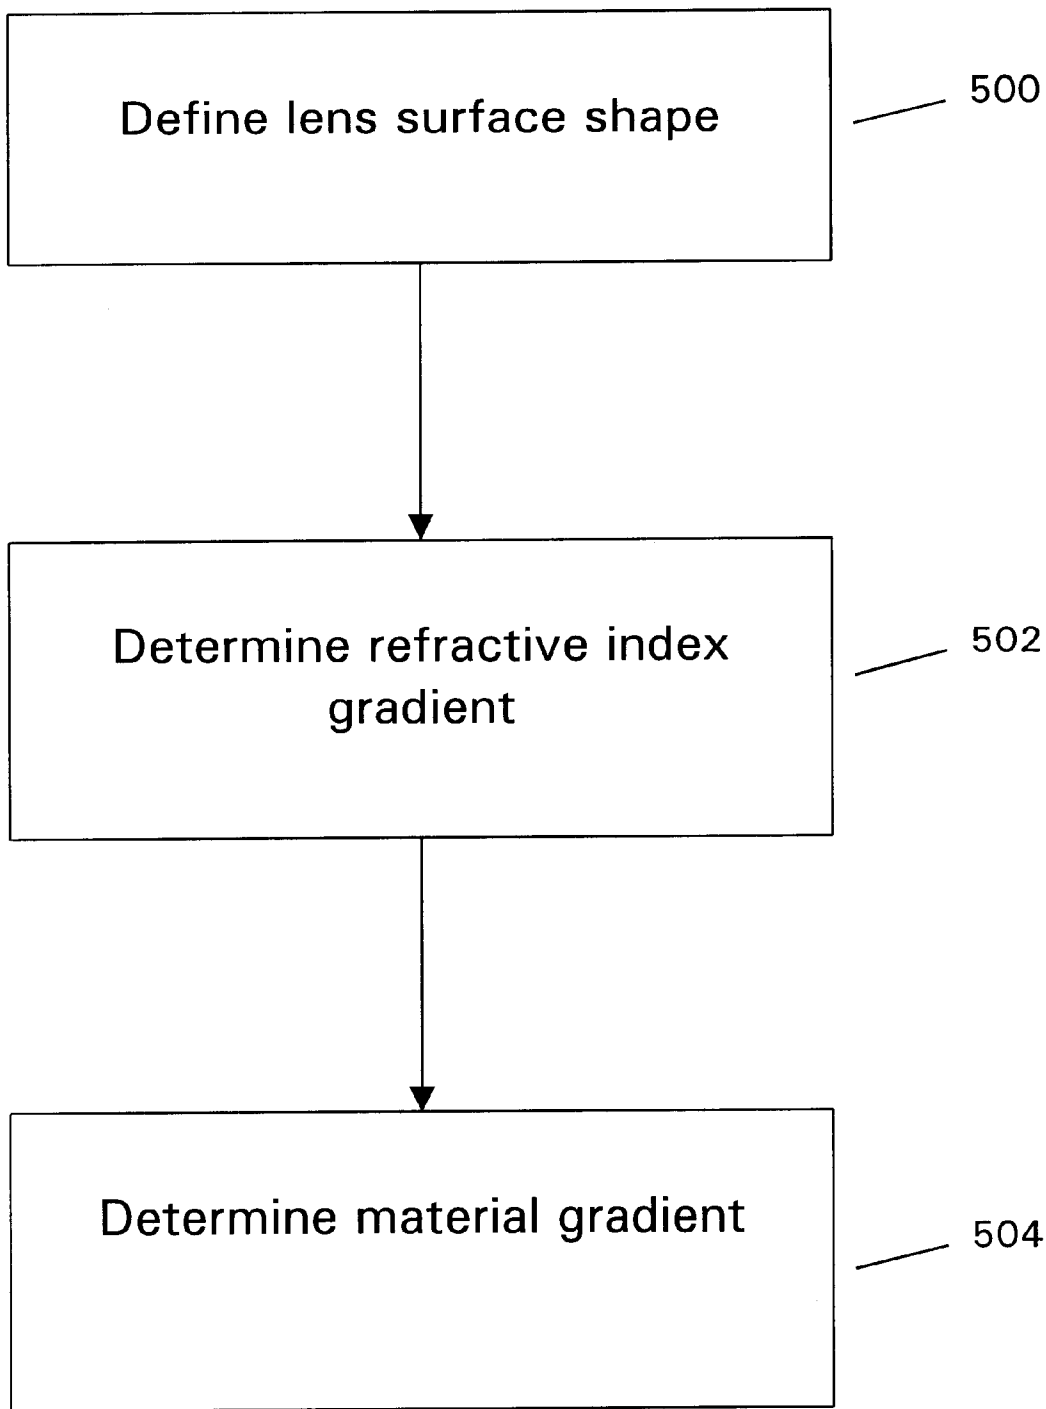 Define lens surface shape
500
Determine refractive index
gradient
502
Determine material gradient
504